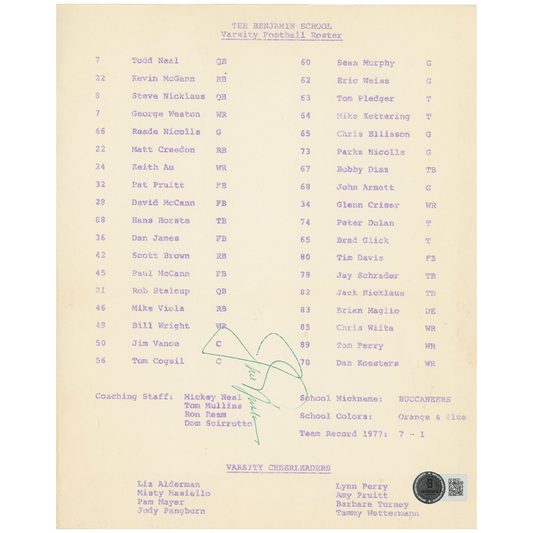 THE BENJAMIN SCHOOL
Varsity Football Roster
7 Todd Neal QB
22 Kevin McGann RB
8 Steve Nicklaus QB
7 George Waston WR
66 Reade Nicolls G
22 Matt Creedon RB
24 Keith Au WR
32 Pat Pruitt FB
28 David McCann FB
88 Hans Horste TB
36 Dan James FB
42 Scott Brown RB
45 Paul McCann FB
21 Rob Stalcup QB
46 Mike Viola RB
49 Bill Wright WR
50 Jim Vance C
56 Tom Cogsil C
60 Sean Murphy G
62 Eric Weiss G
63 Tom Pledger T
64 Mike Kettering T
65 Chris Ellisson G
73 Parks Nicolls G
67 Bobby Diaz TB
68 John Arnett G
34 Glenn Criser WR
74 Peter Dolan T
65 Brad Glick T
80 Tim Davis FB
78 Jay Schrader TB
82 Jack Nicklaus TB
83 Brian Maglio DE
85 Chris Wiita WR
89 Tom Perry WR
70 Dan Koesters WR
Coaching Staff: Mickey Neal
Tom Mullins
Ron Ream
Dom Scirrotto
School Nickname: BUCCANEERS
School Colors: Orange & Blue
Team Record 1977: 7 - 1
VARSITY CHEERLEADERS
Liz Alderman
Misty Masiello
Pam Mayer
Judy Pangburn
Lynn Perry
Amy Pruitt
Barbara Turney
Tammy Wettermann